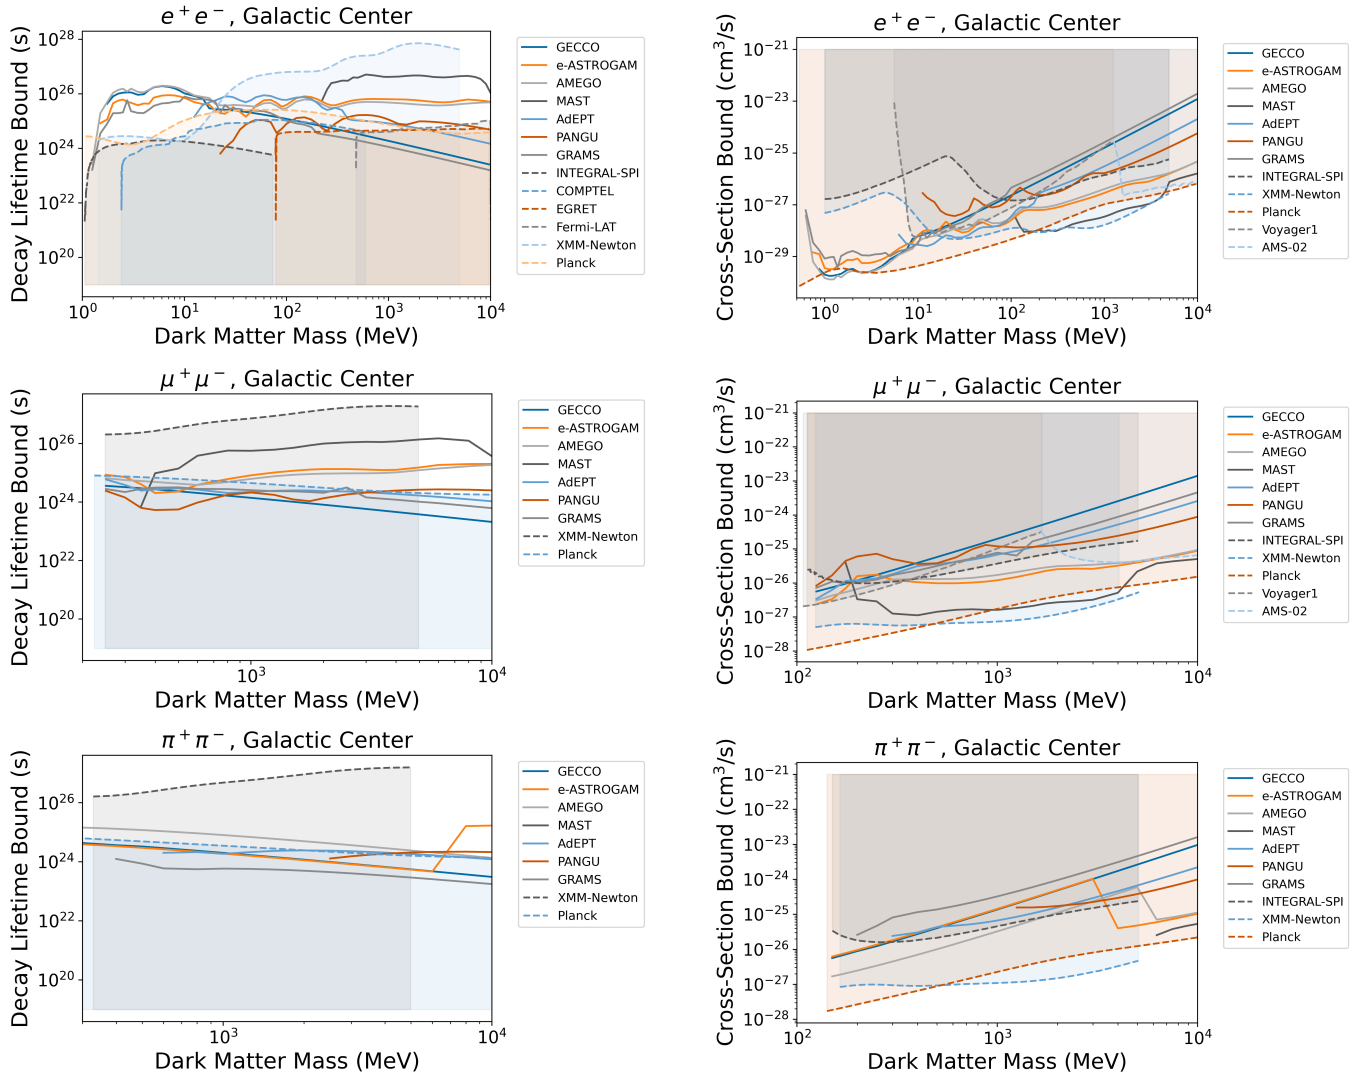 e⁺e⁻, Galactic Center
Decay Lifetime Bound (s)
10²⁸
10²⁶
10²⁴
10²²
10²⁰
10⁰
10¹
10²
10³
10⁴
Dark Matter Mass (MeV)
GECCO
e-ASTROGAM
AMEGO
MAST
AdEPT
PANGU
GRAMS
INTEGRAL-SPI
COMPTEL
EGRET
Fermi-LAT
XMM-Newton
Planck
e⁺e⁻, Galactic Center
Cross-Section Bound (cm³/s)
10⁻²¹
10⁻²³
10⁻²⁵
10⁻²⁷
10⁻²⁹
10⁰
10¹
10²
10³
10⁴
Dark Matter Mass (MeV)
GECCO
e-ASTROGAM
AMEGO
MAST
AdEPT
PANGU
GRAMS
INTEGRAL-SPI
XMM-Newton
Planck
Voyager1
AMS-02
μ⁺μ⁻, Galactic Center
Decay Lifetime Bound (s)
10²⁶
10²⁴
10²²
10²⁰
10³
10⁴
Dark Matter Mass (MeV)
GECCO
e-ASTROGAM
AMEGO
MAST
AdEPT
PANGU
GRAMS
XMM-Newton
Planck
μ⁺μ⁻, Galactic Center
Cross-Section Bound (cm³/s)
10⁻²¹
10⁻²²
10⁻²³
10⁻²⁴
10⁻²⁵
10⁻²⁶
10⁻²⁷
10⁻²⁸
10²
10³
10⁴
Dark Matter Mass (MeV)
GECCO
e-ASTROGAM
AMEGO
MAST
AdEPT
PANGU
GRAMS
INTEGRAL-SPI
XMM-Newton
Planck
Voyager1
AMS-02
π⁺π⁻, Galactic Center
Decay Lifetime Bound (s)
10²⁶
10²⁴
10²²
10²⁰
10³
10⁴
Dark Matter Mass (MeV)
GECCO
e-ASTROGAM
AMEGO
MAST
AdEPT
PANGU
GRAMS
XMM-Newton
Planck
π⁺π⁻, Galactic Center
Cross-Section Bound (cm³/s)
10⁻²¹
10⁻²²
10⁻²³
10⁻²⁴
10⁻²⁵
10⁻²⁶
10⁻²⁷
10⁻²⁸
10²
10³
10⁴
Dark Matter Mass (MeV)
GECCO
e-ASTROGAM
AMEGO
MAST
AdEPT
PANGU
GRAMS
INTEGRAL-SPI
XMM-Newton
Planck